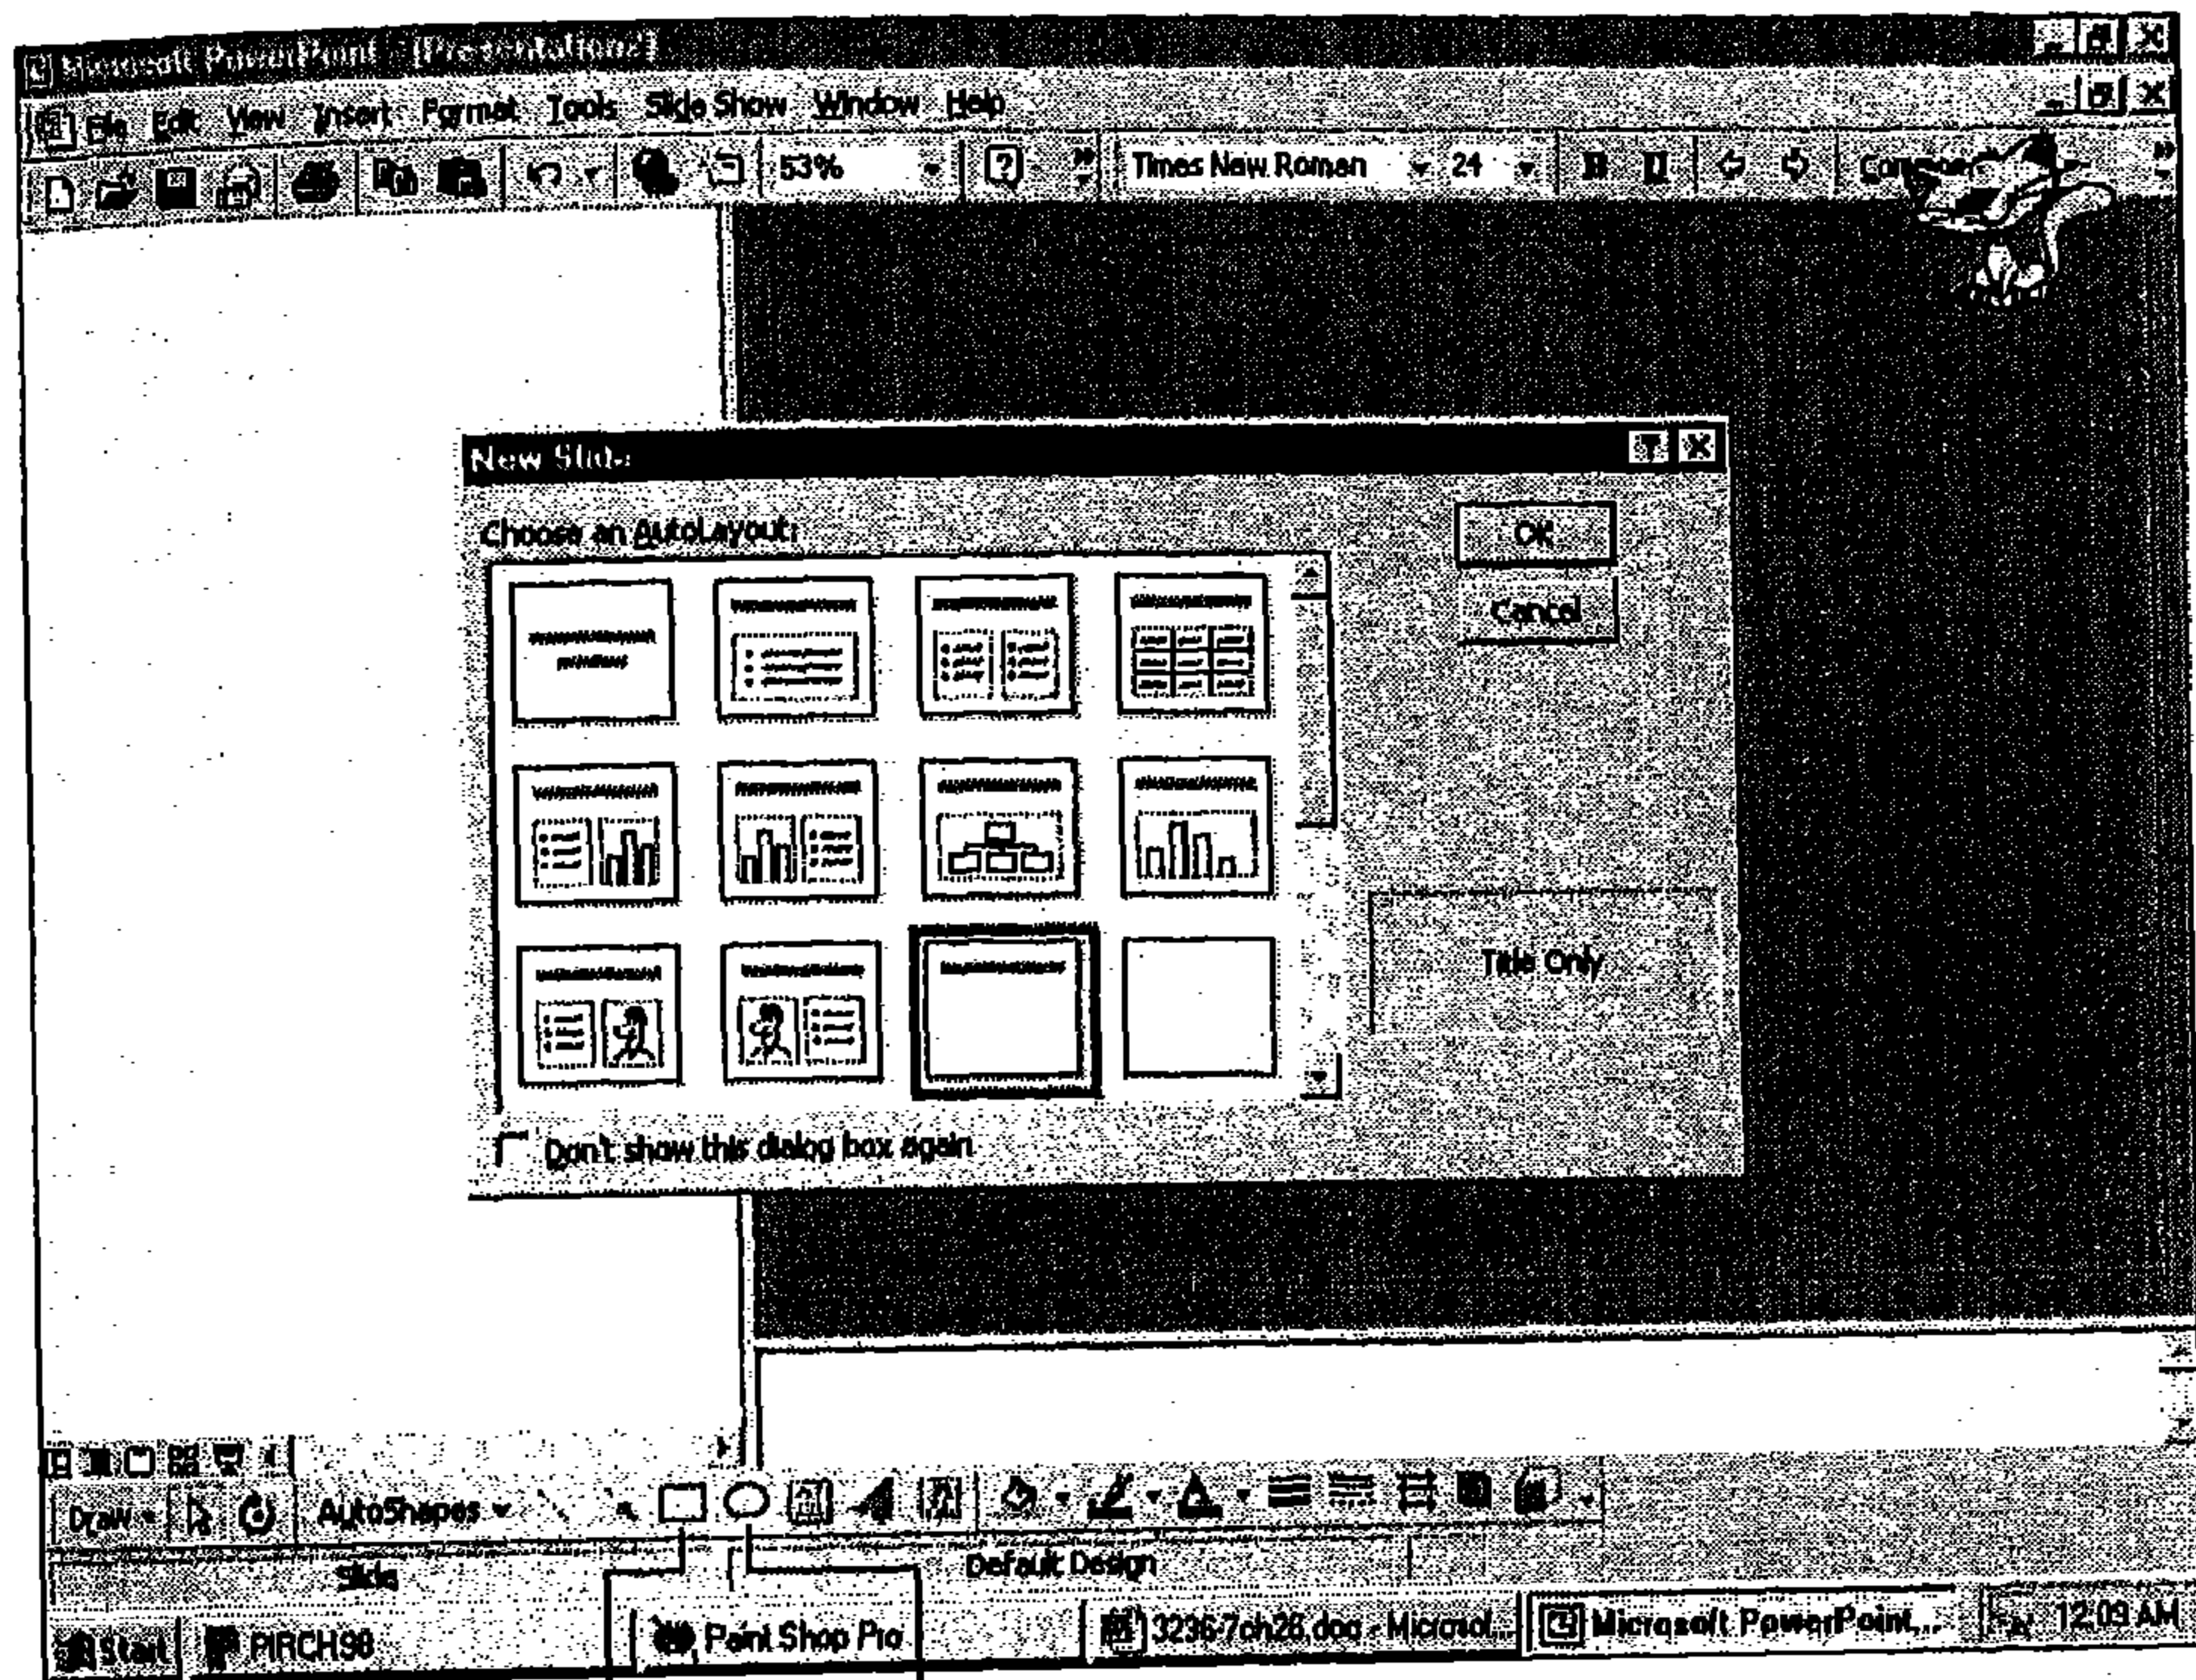 Microsoft PowerPoint - [Presentation2]
File Edit View Insert Format Tools Slide Show Window Help
53% Times New Roman 24 B U
New Slide
Choose an AutoLayout:
OK
Cancel
Title Only
Don't show this dialog box again
Draw AutoShapes
Slide Default Design
Start PIRCH98 Paint Shop Pro 3236-7ch28.doc - Microsof... Microsoft PowerPoint,... 12:09 AM